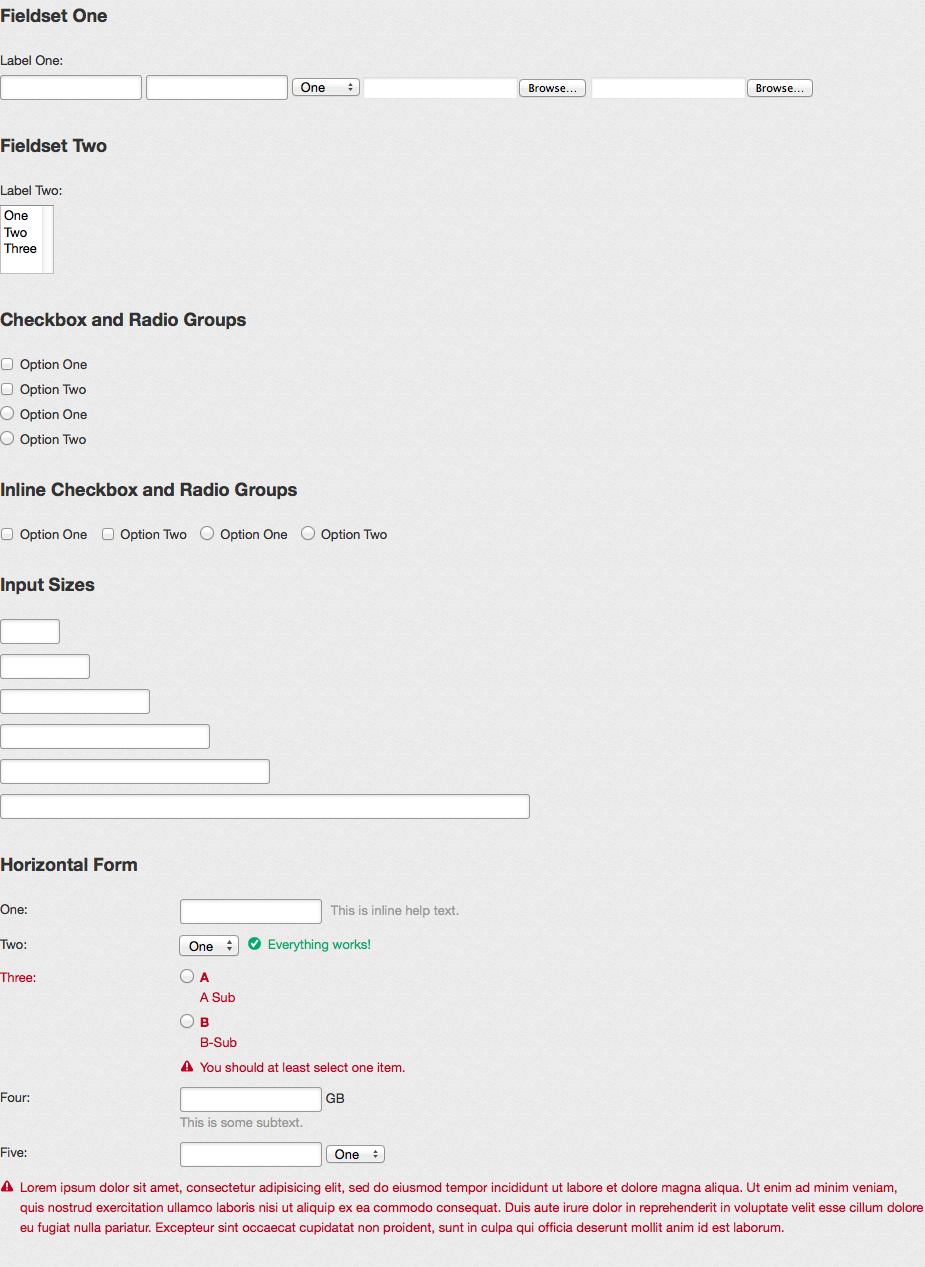 Fieldset One
Label One:
One Browse... Browse...
Fieldset Two
Label Two:
One
Two
Three
Checkbox and Radio Groups
Option One
Option Two
Option One
Option Two
Inline Checkbox and Radio Groups
Option One Option Two Option One Option Two
Input Sizes
Horizontal Form
One: This is inline help text.
Two: One Everything works!
Three: A
A Sub
B
B-Sub
You should at least select one item.
Four: GB
This is some subtext.
Five: One
Lorem ipsum dolor sit amet, consectetur adipisicing elit, sed do eiusmod tempor incididunt ut labore et dolore magna aliqua. Ut enim ad minim veniam,
quis nostrud exercitation ullamco laboris nisi ut aliquip ex ea commodo consequat. Duis aute irure dolor in reprehenderit in voluptate velit esse cillum dolore
eu fugiat nulla pariatur. Excepteur sint occaecat cupidatat non proident, sunt in culpa qui officia deserunt mollit anim id est laborum.